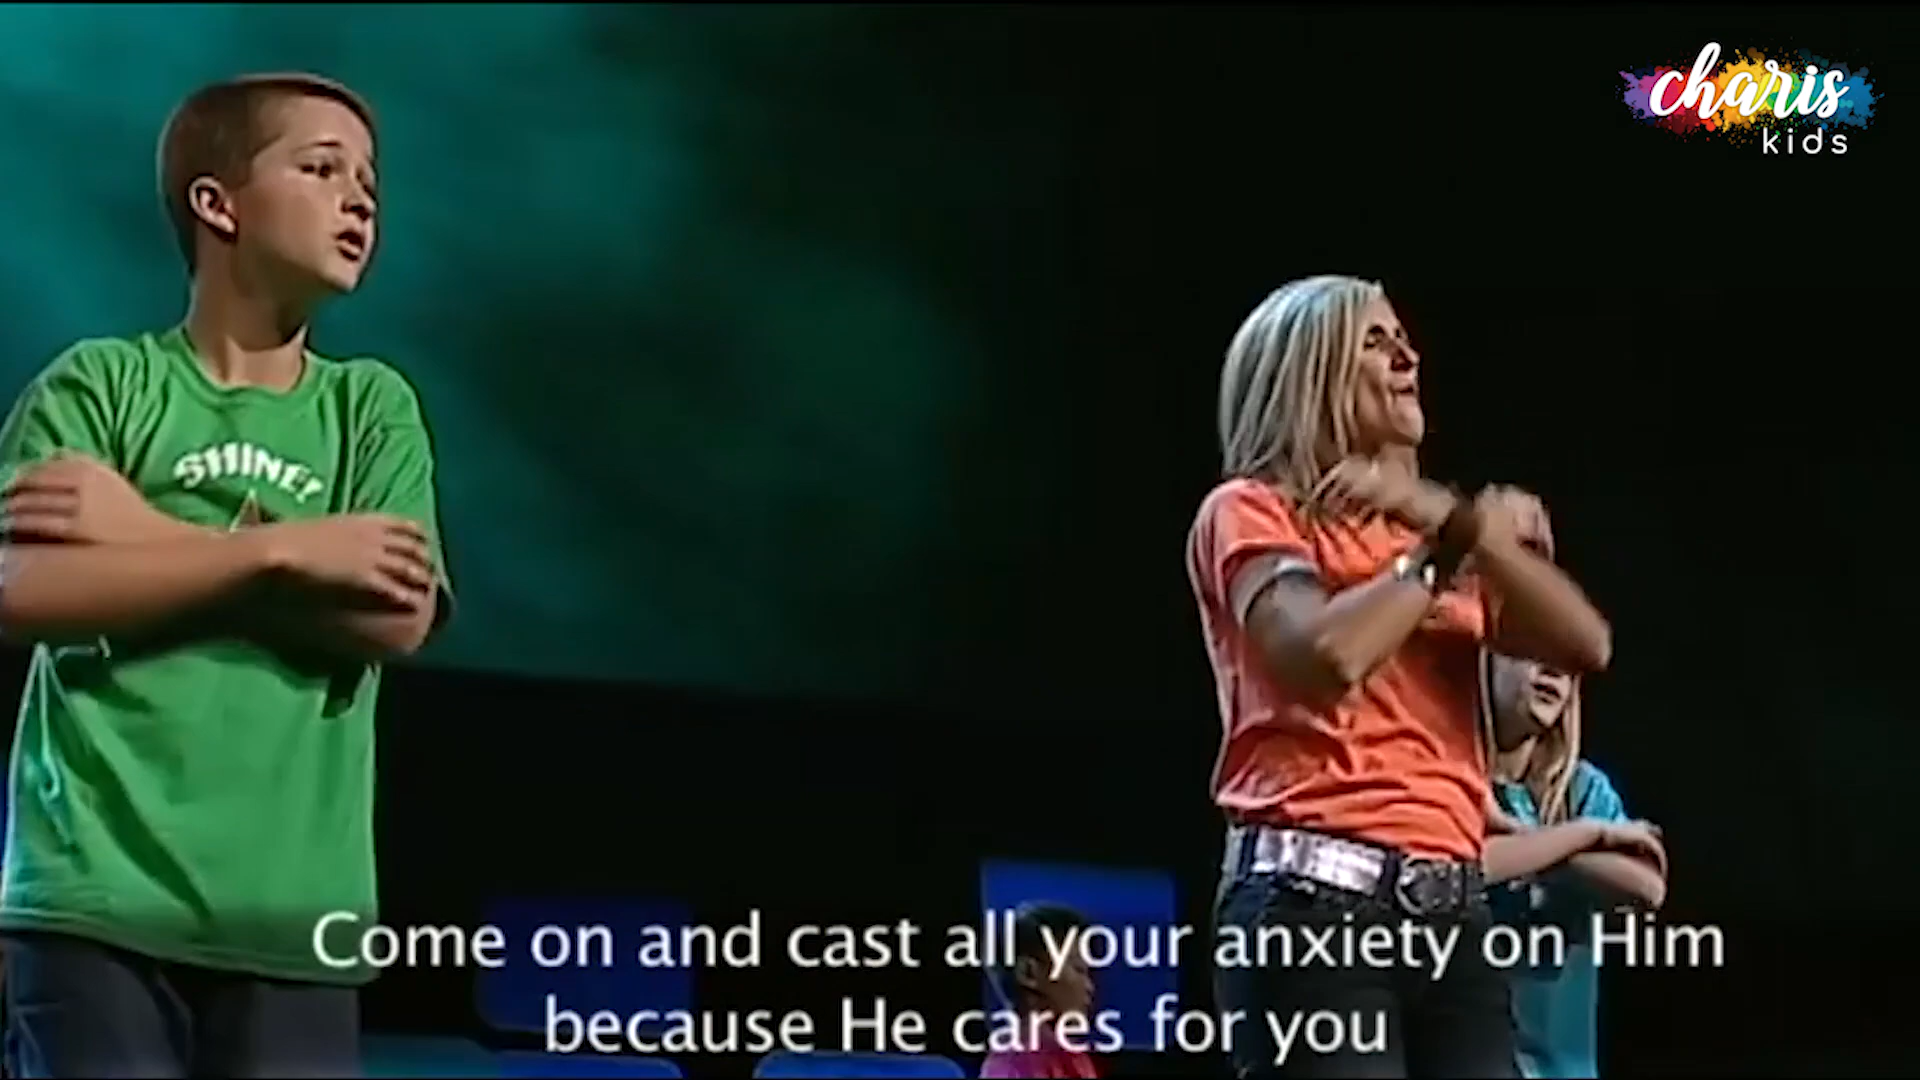 charis
kids
SHINE!
Come on and cast all your anxiety on Him
because He cares for you